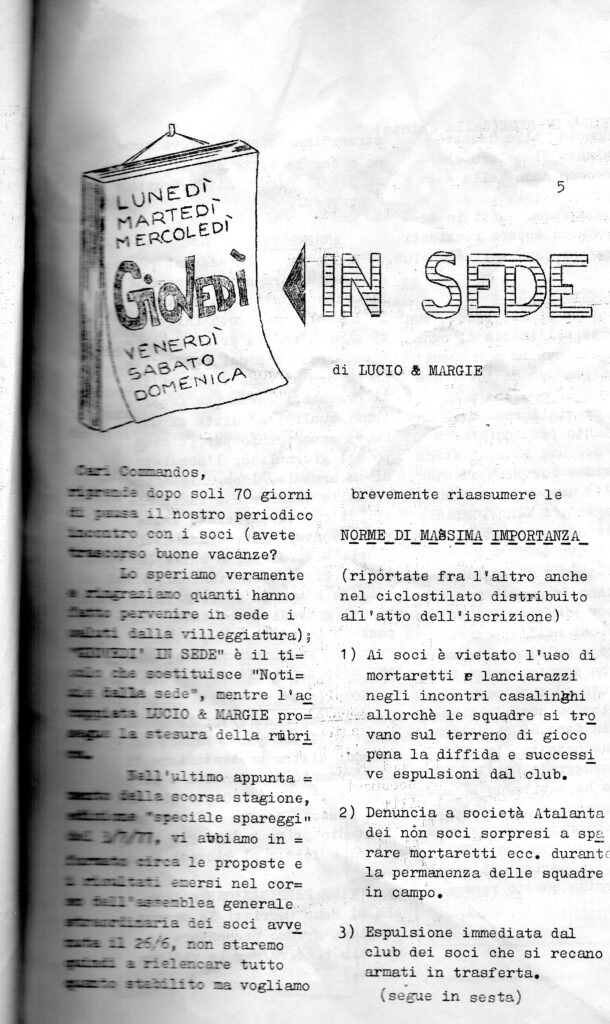 5
LUNEDÌ
MARTEDÌ
MERCOLEDÌ
GIOVEDÌ
VENERDÌ
SABATO
DOMENICA
IN SEDE
di LUCIO & MARGIE
Cari Commandos,
riprende dopo soli 70 giorni
di pausa il nostro periodico
incontro con i soci (avete
trascorso buone vacanze?
Lo speriamo veramente
e ringraziamo quanti hanno
fatto pervenire in sede i
saluti dalla villeggiatura);
"GIOVEDI' IN SEDE" è il ti=
tolo che sostituisce "Noti=
zie dalla sede", mentre l'ac
coppiata LUCIO & MARGIE pro=
segue la stesura della rubri
ca.
Nell'ultimo appunta =
mento della scorsa stagione,
edizione "speciale spareggi"
del 3/7/77, vi abbiamo in =
formato circa le proposte e
i risultati emersi nel cor=
so dell'assemblea generale
straordinaria dei soci avve
nuta il 26/6, non staremo
quindi a rielencare tutto
quanto stabilito ma vogliamo
brevemente riassumere le
NORME DI MASSIMA IMPORTANZA
(riportate fra l'altro anche
nel ciclostilato distribuito
all'atto dell'iscrizione)
1) Ai soci è vietato l'uso di
mortaretti e lanciarazzi
negli incontri casalinghi
allorchè le squadre si tro
vano sul terreno di gioco
pena la diffida e successi
ve espulsioni dal club.
2) Denuncia a società Atalanta
dei non soci sorpresi a spa
rare mortaretti ecc. durante
la permanenza delle squadre
in campo.
3) Espulsione immediata dal
club dei soci che si recano
armati in trasferta.
(segue in sesta)